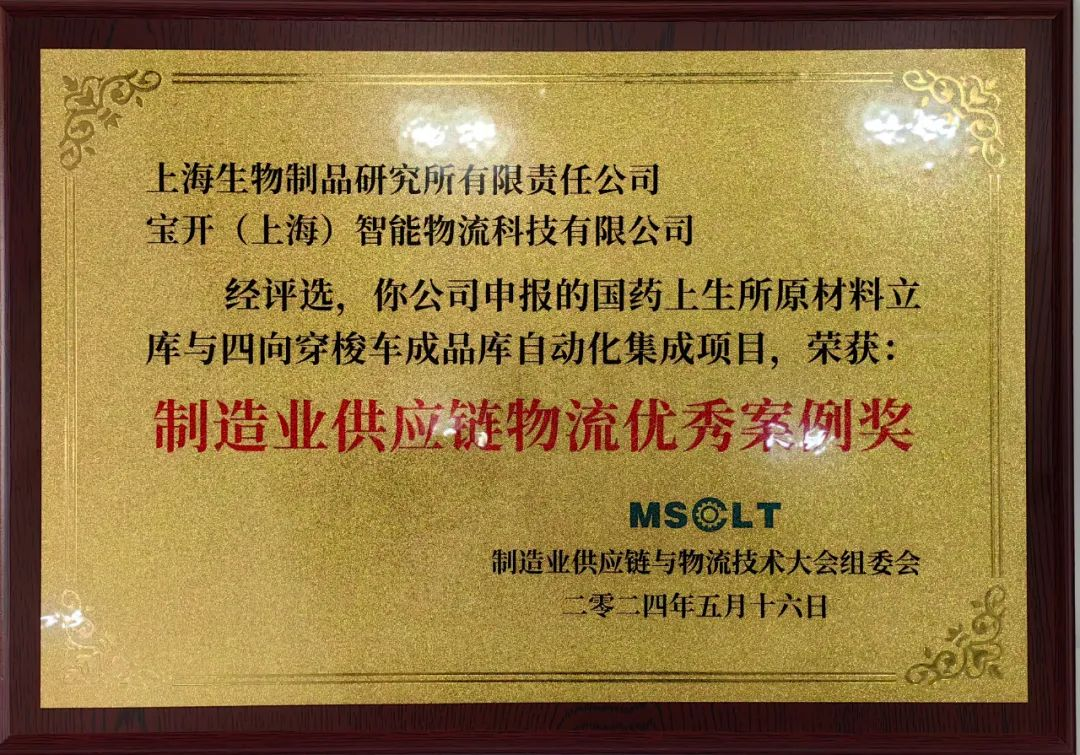 上海生物制品研究所有限责任公司
宝开（上海）智能物流科技有限公司
经评选，你公司申报的国药上生所原材料立
库与四向穿梭车成品库自动化集成项目，荣获：
制造业供应链物流优秀案例奖
MSCLT
制造业供应链与物流技术大会组委会
二零二四年五月十六日